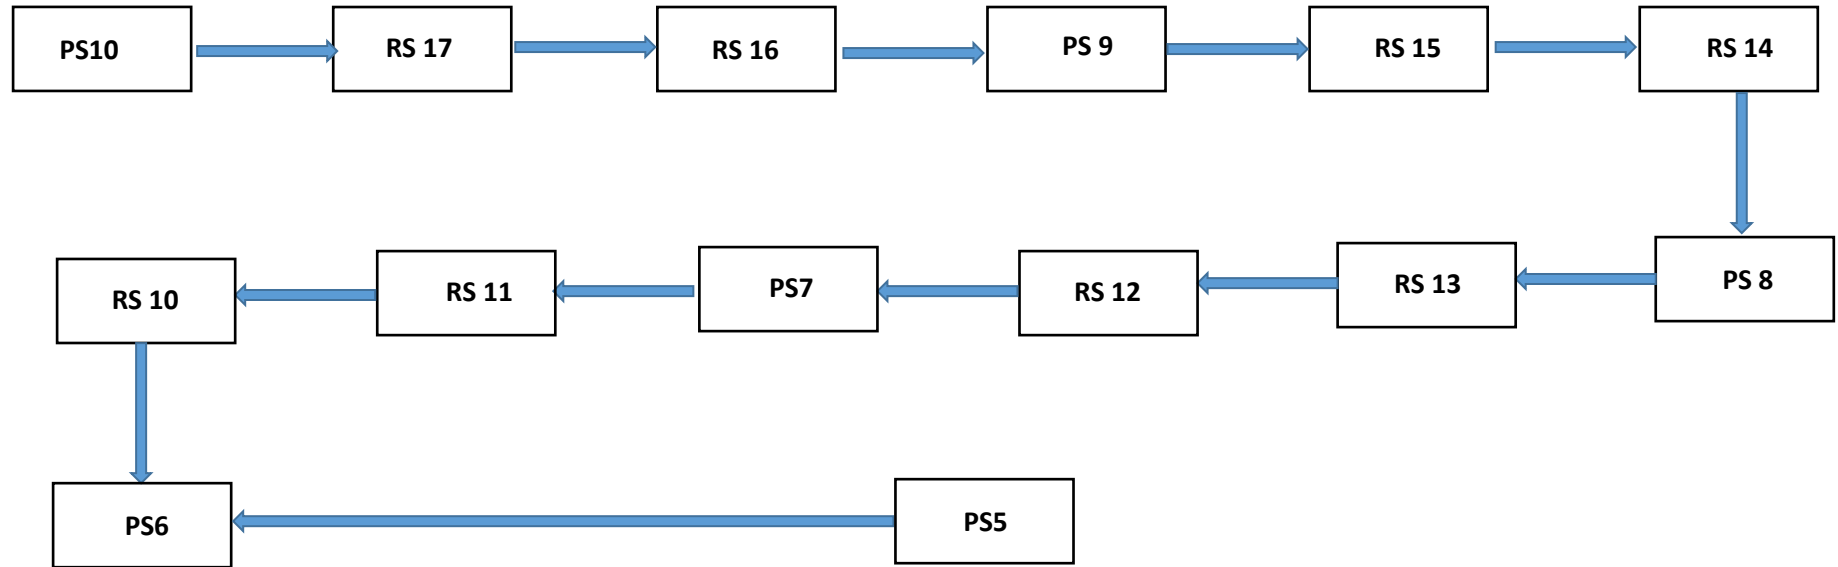 PS10
RS 17
RS 16
PS 9
RS 15
RS 14
RS 10
RS 11
PS7
RS 12
RS 13
PS 8
PS6
PS5